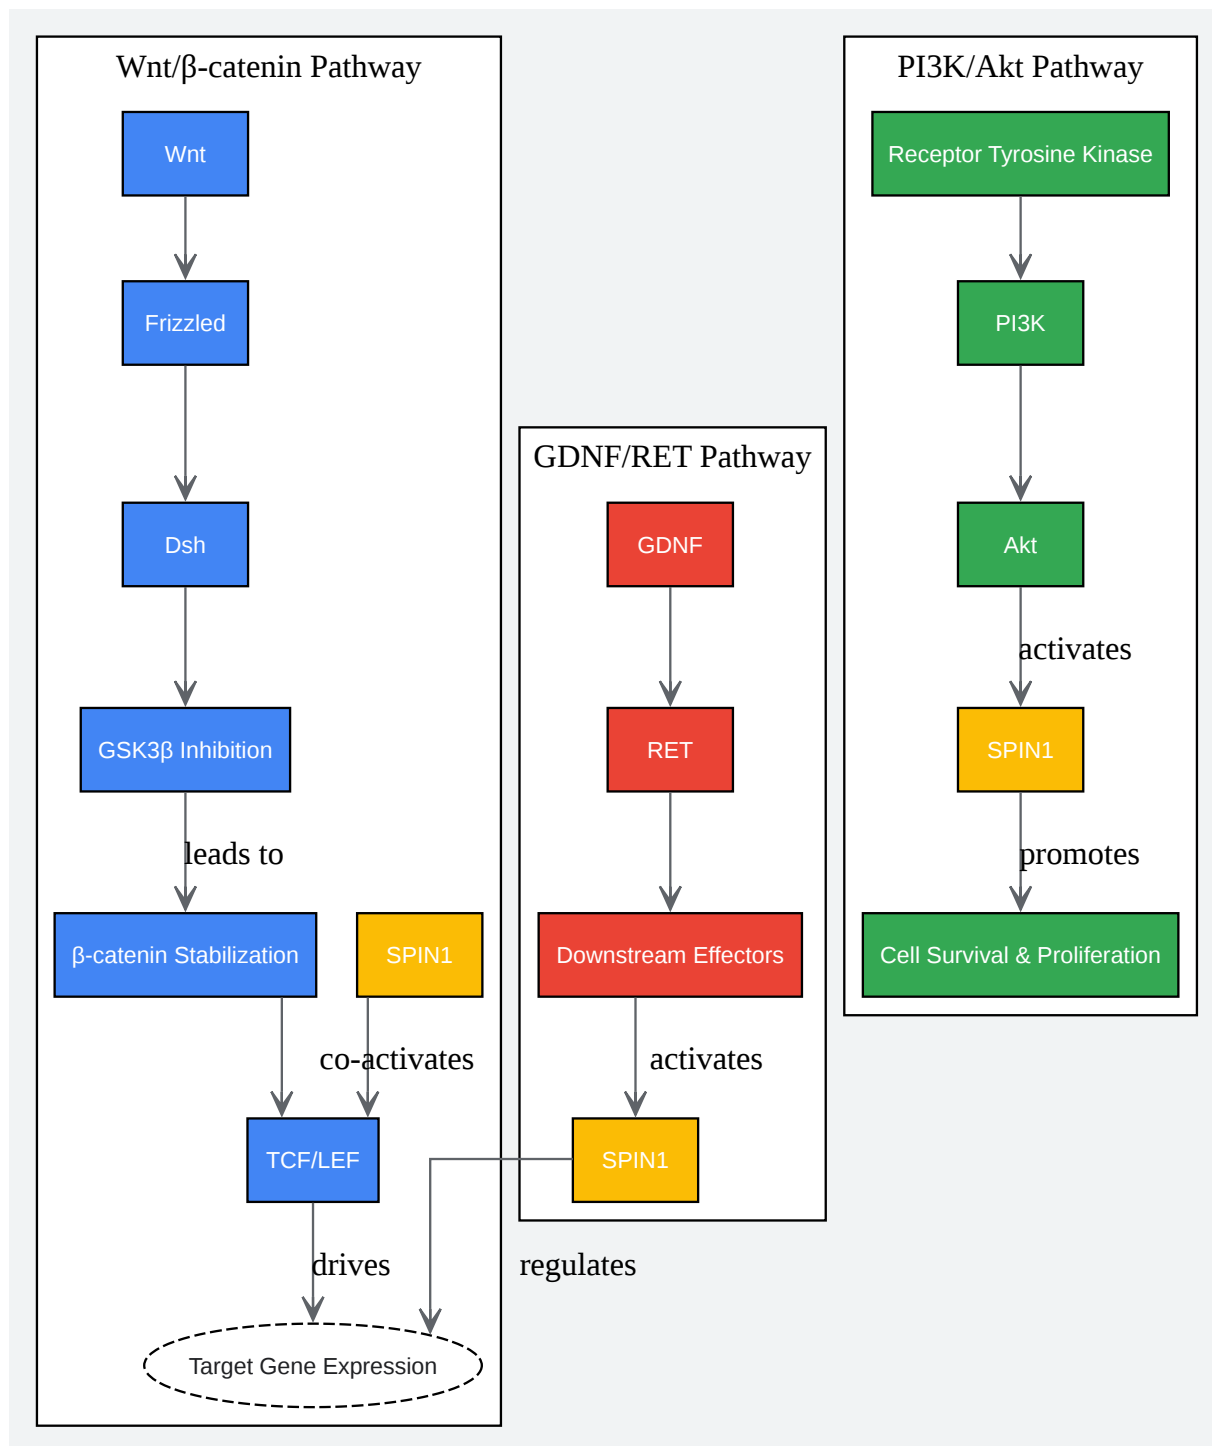 Wnt/β-catenin Pathway
Wnt
Frizzled
Dsh
GSK3β Inhibition
leads to
β-catenin Stabilization
SPIN1
co-activates
TCF/LEF
drives
Target Gene Expression
GDNF/RET Pathway
GDNF
RET
Downstream Effectors
activates
SPIN1
regulates
PI3K/Akt Pathway
Receptor Tyrosine Kinase
PI3K
Akt
activates
SPIN1
promotes
Cell Survival & Proliferation